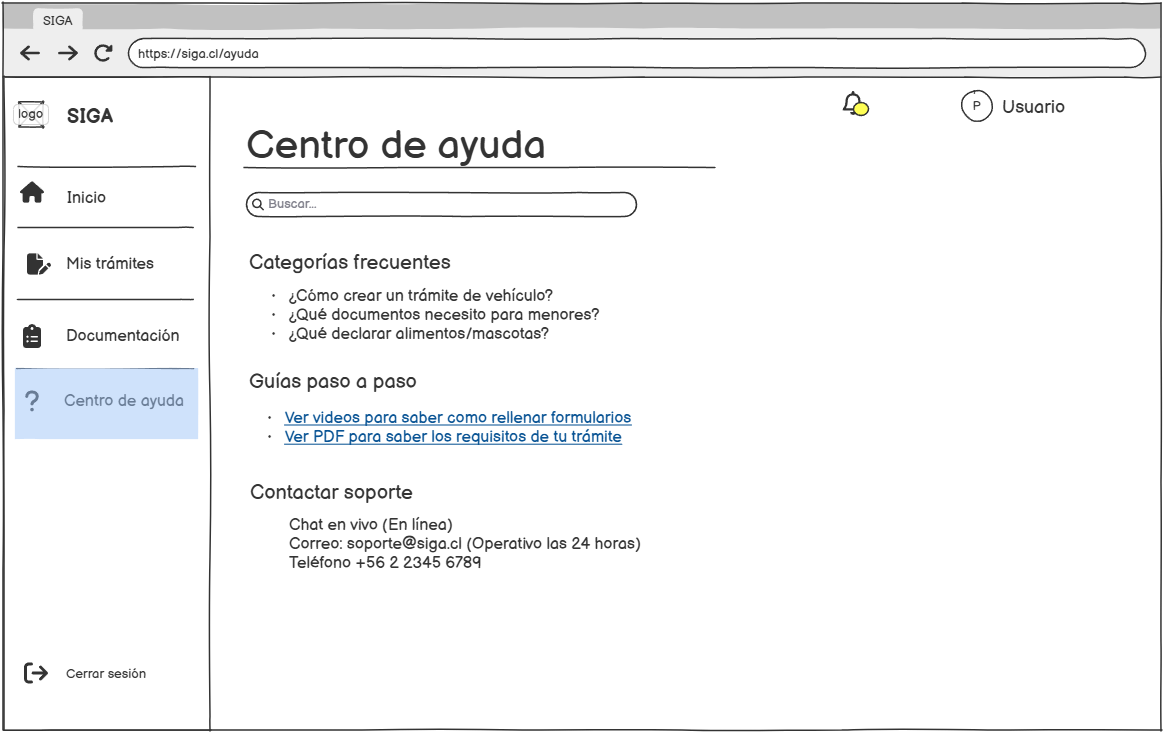 SIGA
https://siga.cl/ayuda
logo
SIGA
Inicio
Mis trámites
Documentación
Centro de ayuda
Cerrar sesión
P
Usuario
Centro de ayuda
Buscar...
Categorías frecuentes
• ¿Cómo crear un trámite de vehículo?
• ¿Qué documentos necesito para menores?
• ¿Qué declarar alimentos/mascotas?
Guías paso a paso
• Ver videos para saber como rellenar formularios
• Ver PDF para saber los requisitos de tu trámite
Contactar soporte
Chat en vivo (En línea)
Correo: soporte@siga.cl (Operativo las 24 horas)
Teléfono +56 2 2345 6789